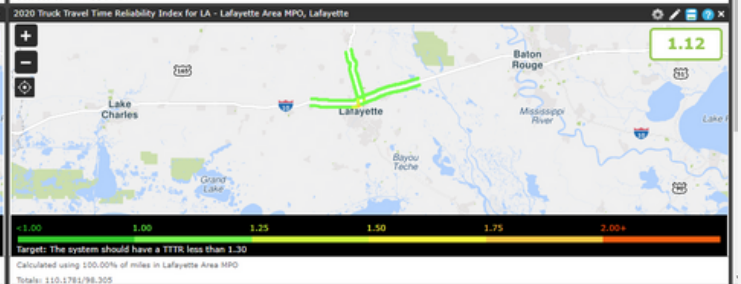 2020 Truck Travel Time Reliability Index for LA - Lafayette Area MPO, Lafayette
1.12
Baton
Rouge
Lake
Charles
Lafayette
Mississippi
River
Lake
Bayou
Teche
Grand
Lake
<1.00 1.00 1.25 1.50 1.75 2.00+
Target: The system should have a TTTR less than 1.30
Calculated using 100.00% of miles in Lafayette Area MPO
Totals: 110.1781/98.305